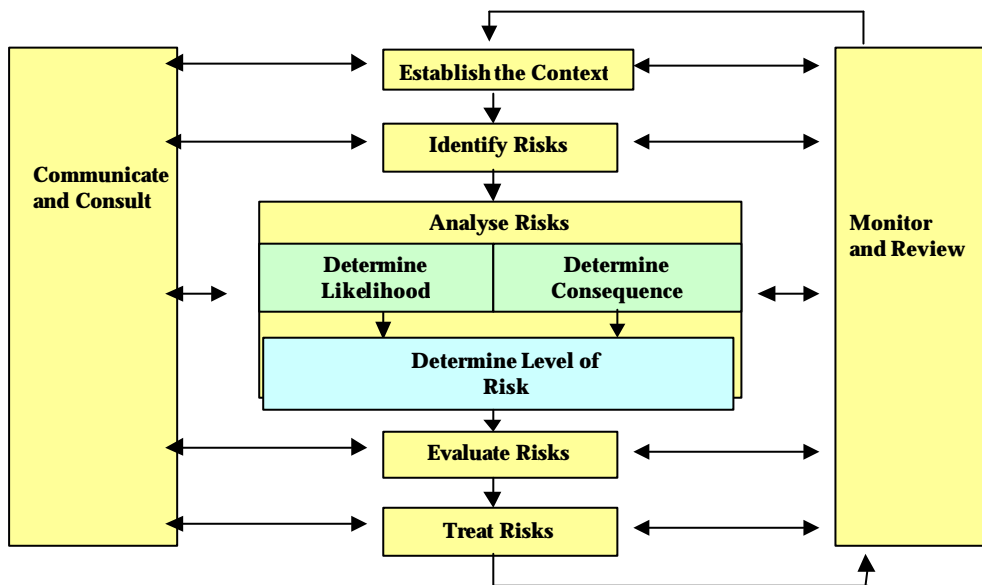 Establish the Context
Identify Risks
Communicate
and Consult
Analyse Risks
Monitor
and Review
Determine
Likelihood
Determine
Consequence
Determine Level of
Risk
Evaluate Risks
Treat Risks